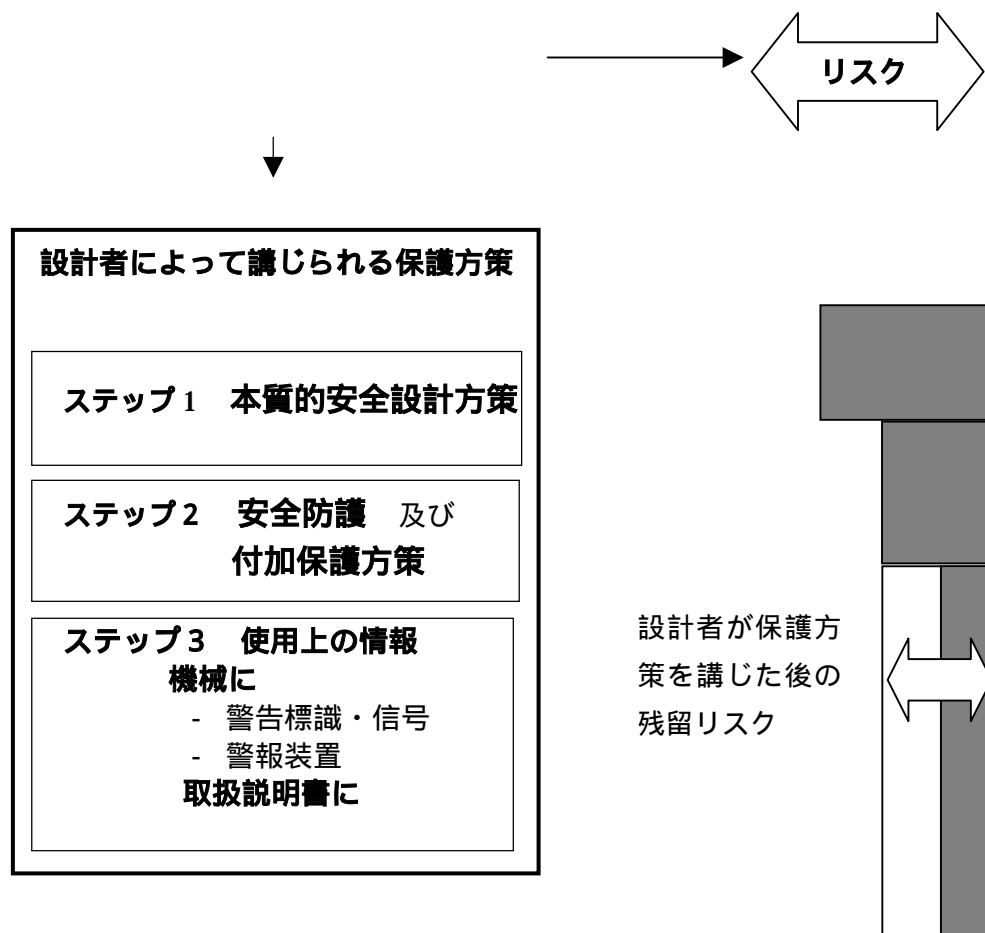 リスク
設計者によって講じられる保護方策
ステップ1 本質的安全設計方策
ステップ2 安全防護 及び
付加保護方策
ステップ3 使用上の情報
機械に
- 警告標識・信号
- 警報装置
取扱説明書に
設計者が保護方
策を講じた後の
残留リスク